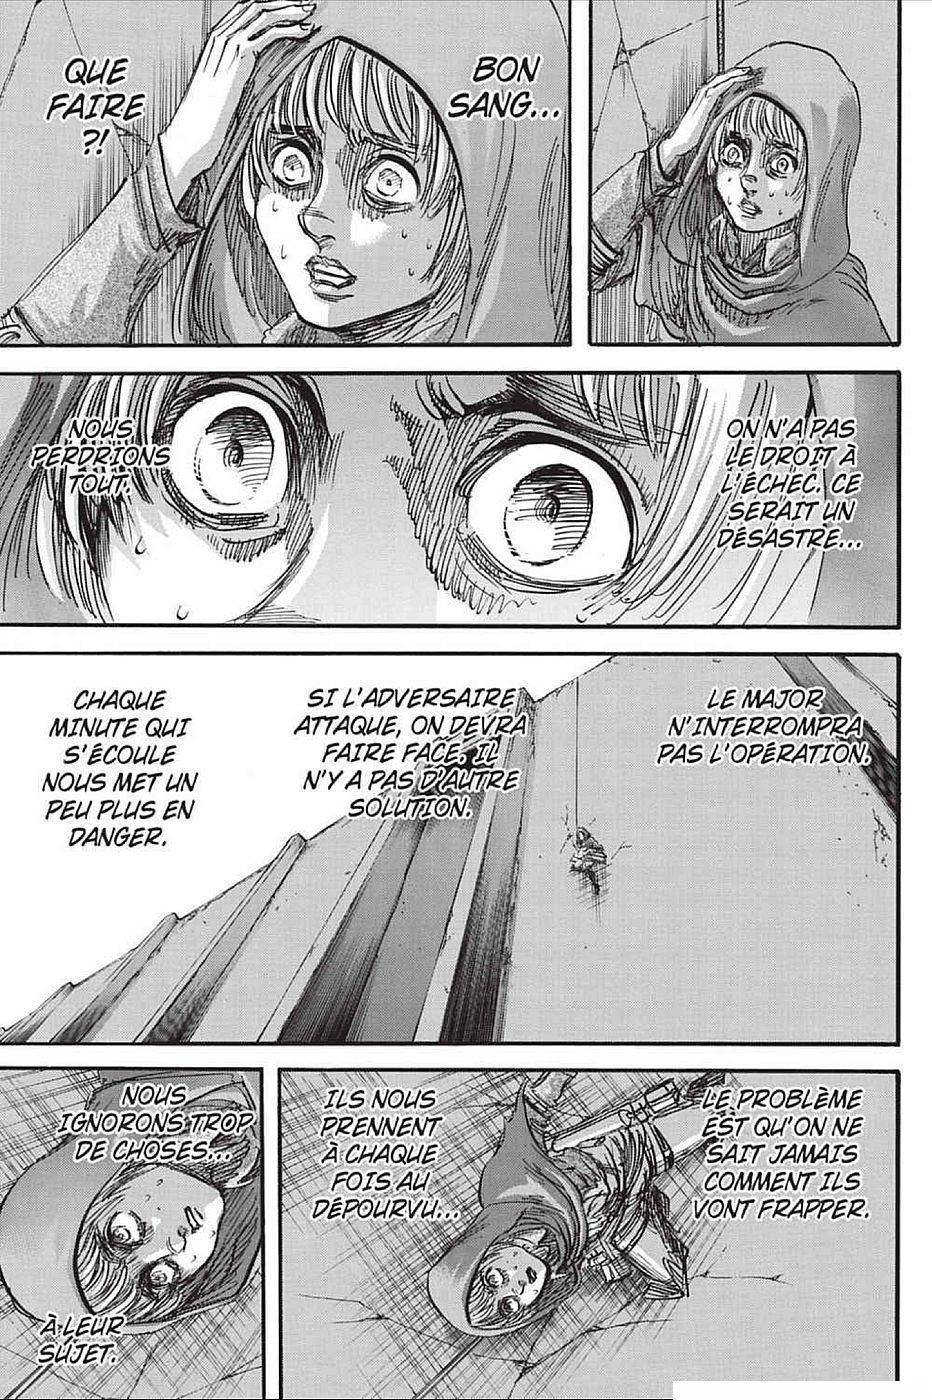 BON
SANG...
QUE
FAIRE
?!
ON N'A PAS
LE DROIT À
L'ÉCHEC. CE
SERAIT UN
DÉSASTRE...
NOUS
PERDRIONS
TOUT.
LE MAJOR
N'INTERROMPRA
PAS L'OPÉRATION.
SI L'ADVERSAIRE
ATTAQUE, ON DEVRA
FAIRE FACE. IL
N'Y A PAS D'AUTRE
SOLUTION.
CHAQUE
MINUTE QUI
S'ÉCOULE
NOUS MET UN
PEU PLUS EN
DANGER.
LE PROBLÈME
EST QU'ON NE
SAIT JAMAIS
COMMENT ILS
VONT FRAPPER.
ILS NOUS
PRENNENT
À CHAQUE
FOIS AU
DÉPOURVU...
NOUS
IGNORONS TROP
DE CHOSES...
À LEUR
SUJET.